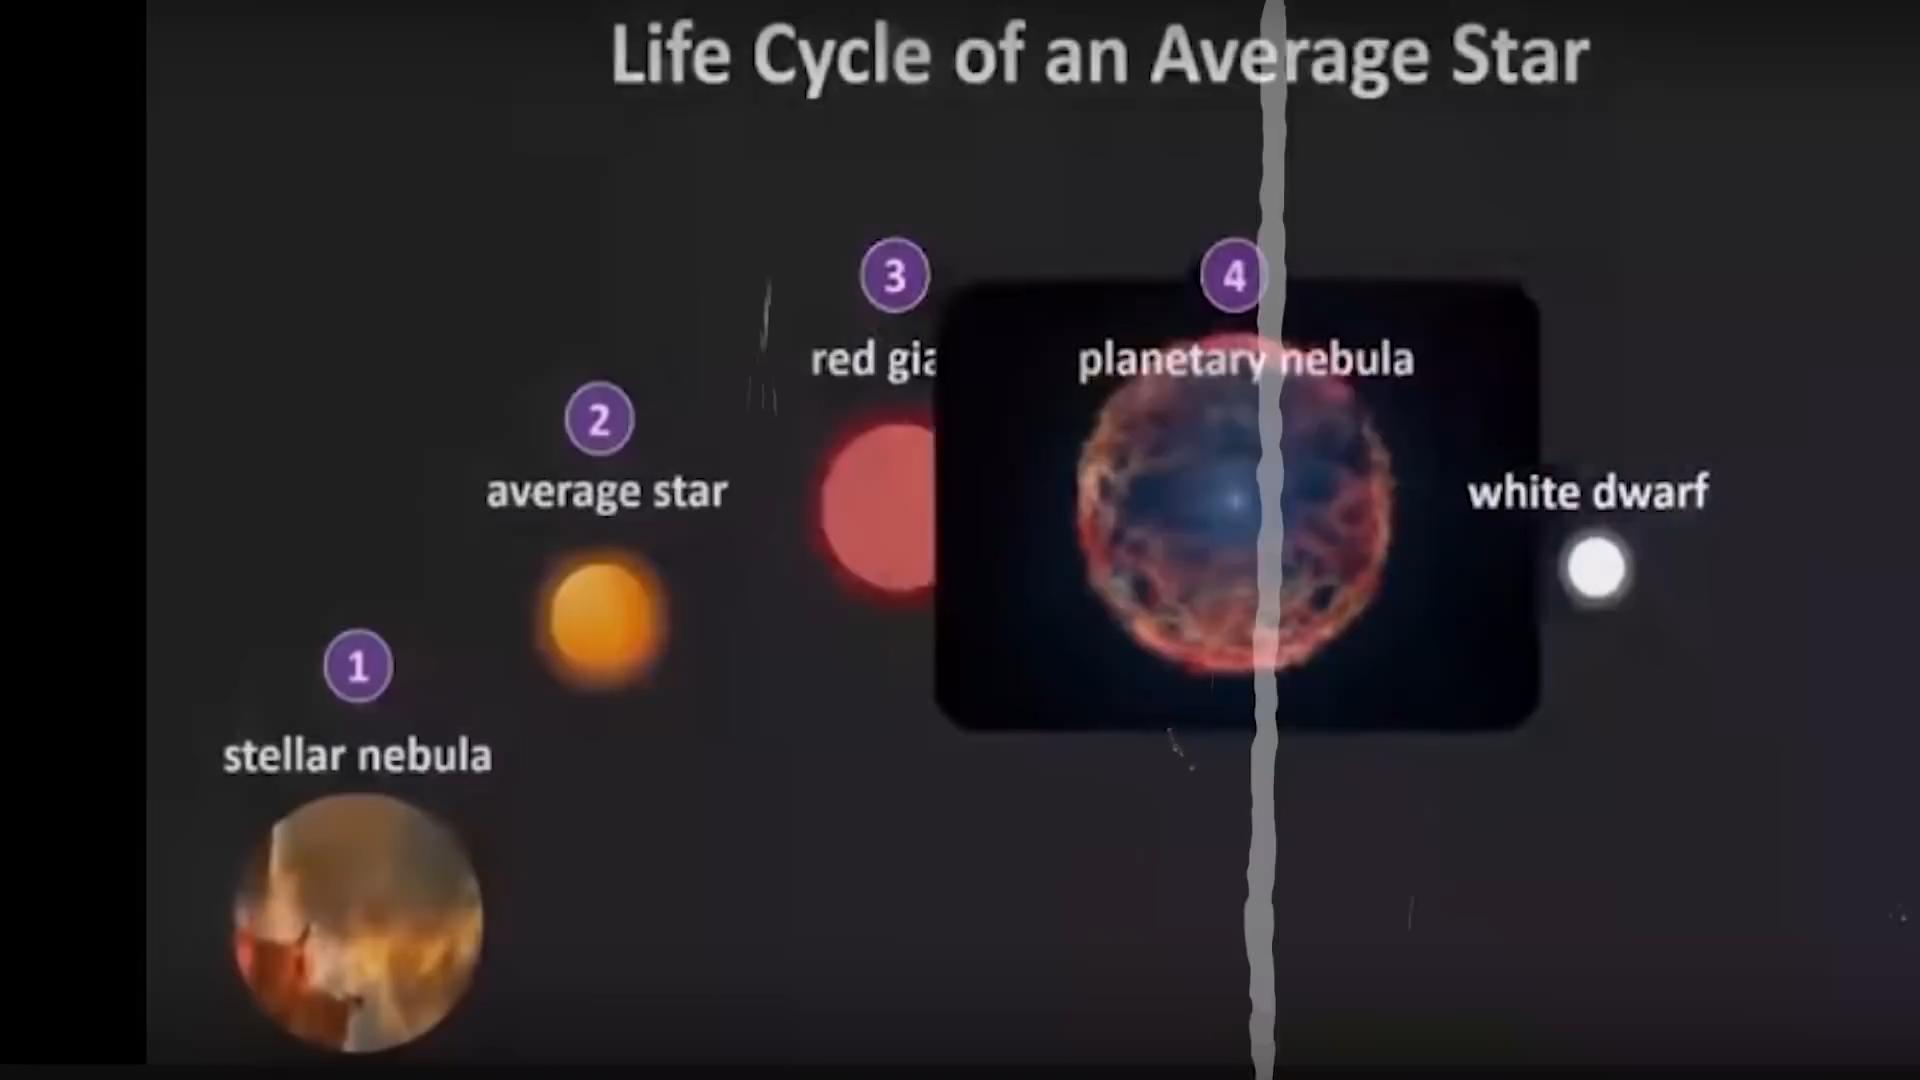 Life Cycle of an Average Star
1
stellar nebula
2
average star
3
red gia
4
planetary nebula
white dwarf